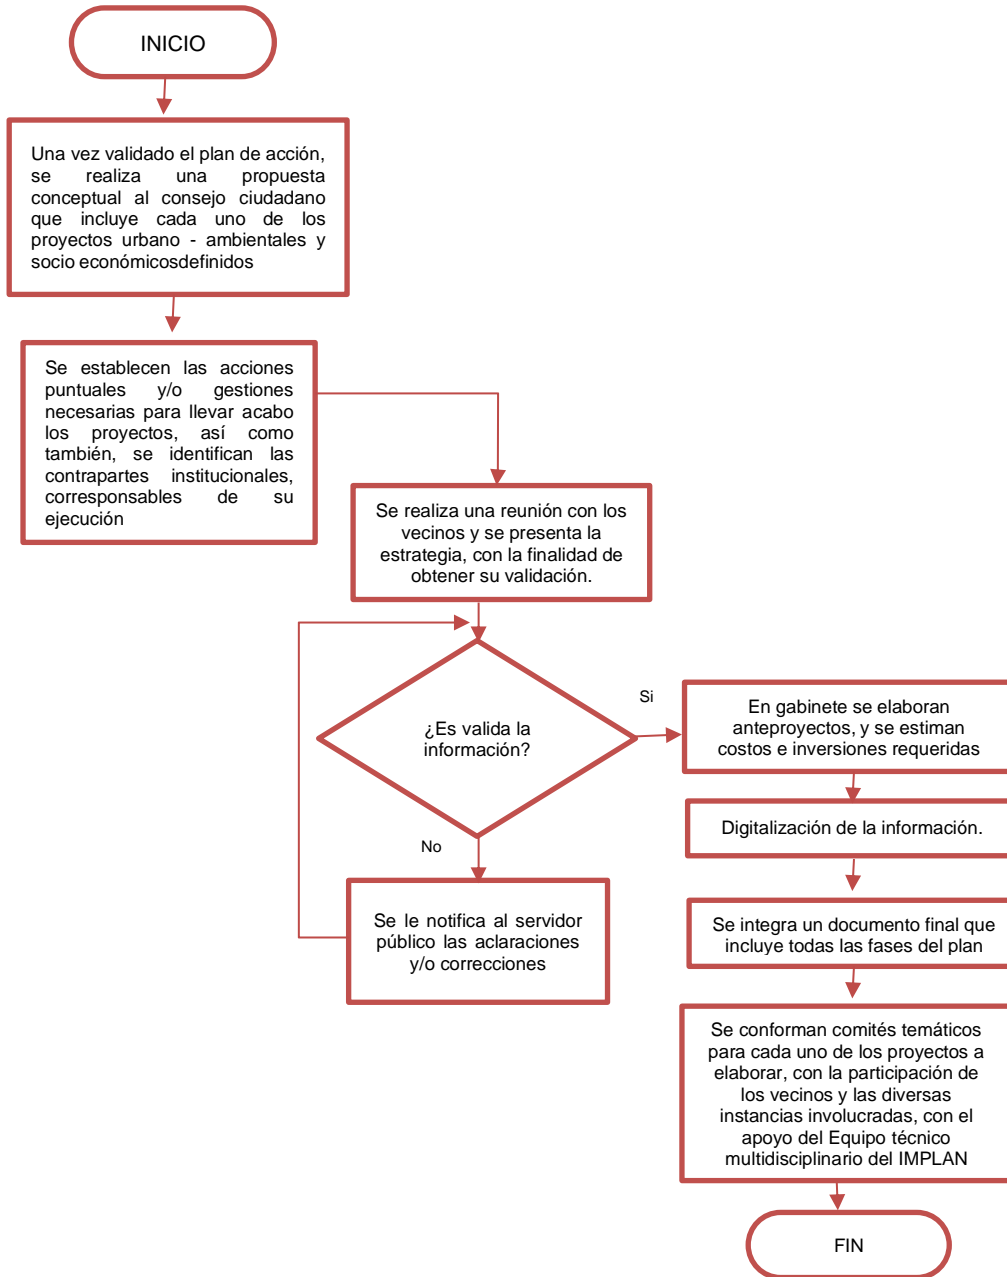 INICIO
Una vez validado el plan de acción,
se realiza una propuesta
conceptual al consejo ciudadano
que incluye cada uno de los
proyectos urbano - ambientales y
socio económicosdefinidos
Se establecen las acciones
puntuales y/o gestiones
necesarias para llevar acabo
los proyectos, así como
también, se identifican las
contrapartes institucionales,
corresponsables de su
ejecución
Se realiza una reunión con los
vecinos y se presenta la
estrategia, con la finalidad de
obtener su validación.
¿Es valida la
información?
Si
No
Se le notifica al servidor
público las aclaraciones
y/o correcciones
En gabinete se elaboran
anteproyectos, y se estiman
costos e inversiones requeridas
Digitalización de la información.
Se integra un documento final que
incluye todas las fases del plan
Se conforman comités temáticos
para cada uno de los proyectos a
elaborar, con la participación de
los vecinos y las diversas
instancias involucradas, con el
apoyo del Equipo técnico
multidisciplinario del IMPLAN
FIN